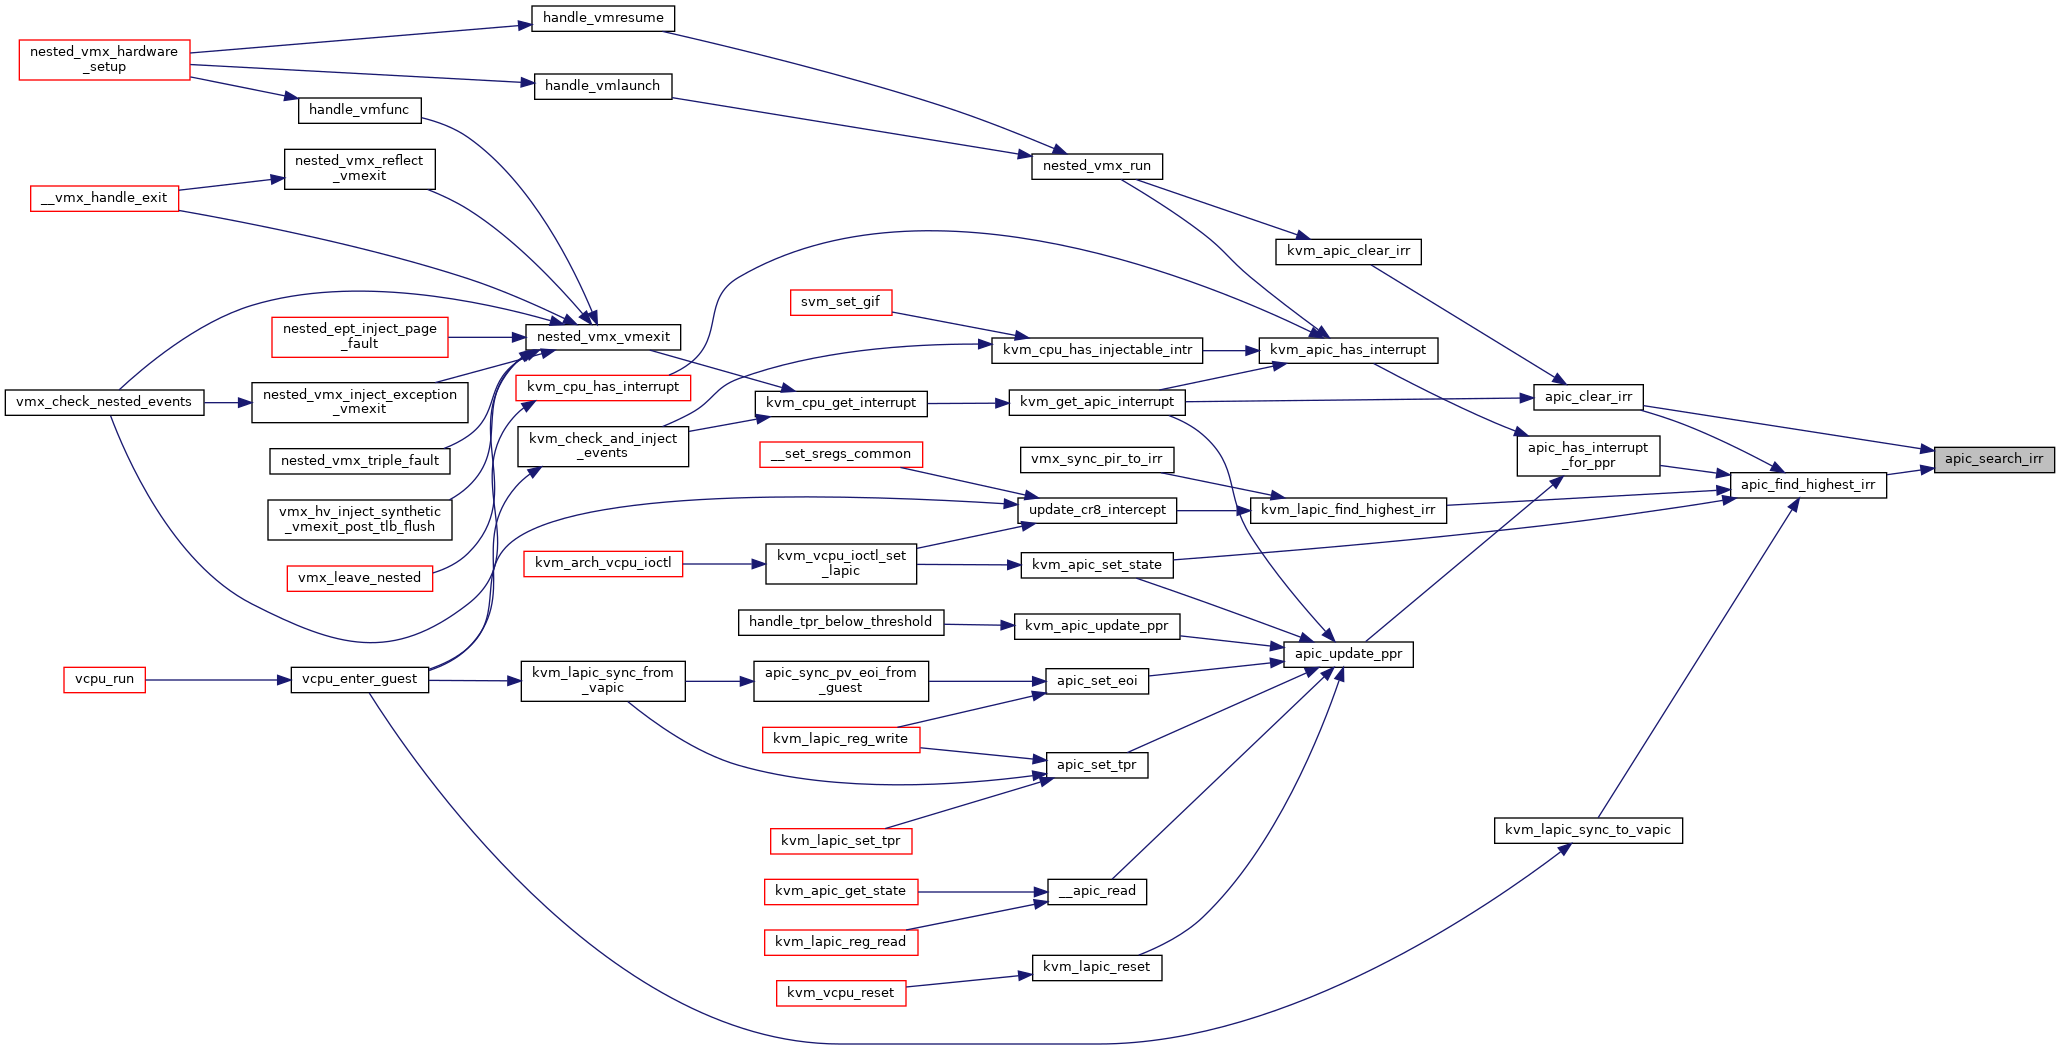 handle_vmresume
nested_vmx_hardware
_setup
handle_vmlaunch
handle_vmfunc
nested_vmx_reflect
_vmexit
nested_vmx_run
__vmx_handle_exit
kvm_apic_clear_irr
svm_set_gif
nested_ept_inject_page
_fault
nested_vmx_vmexit
kvm_cpu_has_injectable_intr
kvm_apic_has_interrupt
kvm_cpu_has_interrupt
vmx_check_nested_events
nested_vmx_inject_exception
_vmexit
kvm_cpu_get_interrupt
kvm_get_apic_interrupt
apic_clear_irr
kvm_check_and_inject
_events
nested_vmx_triple_fault
__set_sregs_common
vmx_sync_pir_to_irr
apic_has_interrupt
_for_ppr
apic_search_irr
apic_find_highest_irr
vmx_hv_inject_synthetic
_vmexit_post_tlb_flush
update_cr8_intercept
kvm_lapic_find_highest_irr
vmx_leave_nested
kvm_arch_vcpu_ioctl
kvm_vcpu_ioctl_set
_lapic
kvm_apic_set_state
handle_tpr_below_threshold
kvm_apic_update_ppr
apic_update_ppr
vcpu_run
vcpu_enter_guest
kvm_lapic_sync_from
_vapic
apic_sync_pv_eoi_from
_guest
apic_set_eoi
kvm_lapic_reg_write
apic_set_tpr
kvm_lapic_set_tpr
kvm_lapic_sync_to_vapic
kvm_apic_get_state
__apic_read
kvm_lapic_reg_read
kvm_lapic_reset
kvm_vcpu_reset